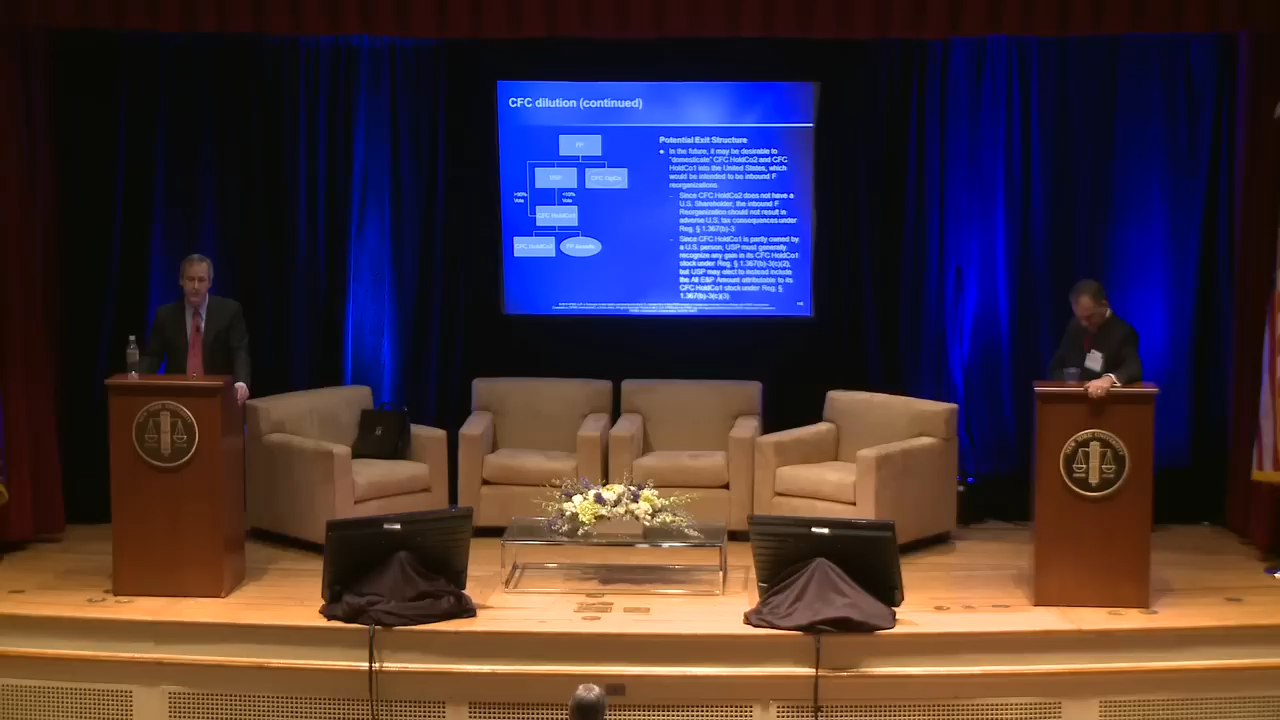 CFC dilution (continued)
FP
USP
CFC OpCo
>90%
Vote
<10%
Vote
CFC HoldCo1
CFC HoldCo2
FP Assets
Potential Exit Structure
In the future, it may be desirable to
"domesticate" CFC HoldCo2 and CFC
HoldCo1 into the United States, which
would be intended to be inbound F
reorganizations.
Since CFC HoldCo2 does not have a
U.S. Shareholder, the inbound F
Reorganization should not result in
adverse U.S. tax consequences under
Reg. § 1.367(b)-3
Since CFC HoldCo1 is partly owned by
a U.S. person, USP must generally
recognize any gain in its CFC HoldCo1
stock under Reg. § 1.367(b)-3(c)(2),
but USP may elect to instead include
the All E&P Amount attributable to its
CFC HoldCo1 stock under Reg. §
1.367(b)-3(c)(3)
NEW YORK UNIVERSITY
NEW YORK UNIVERSITY